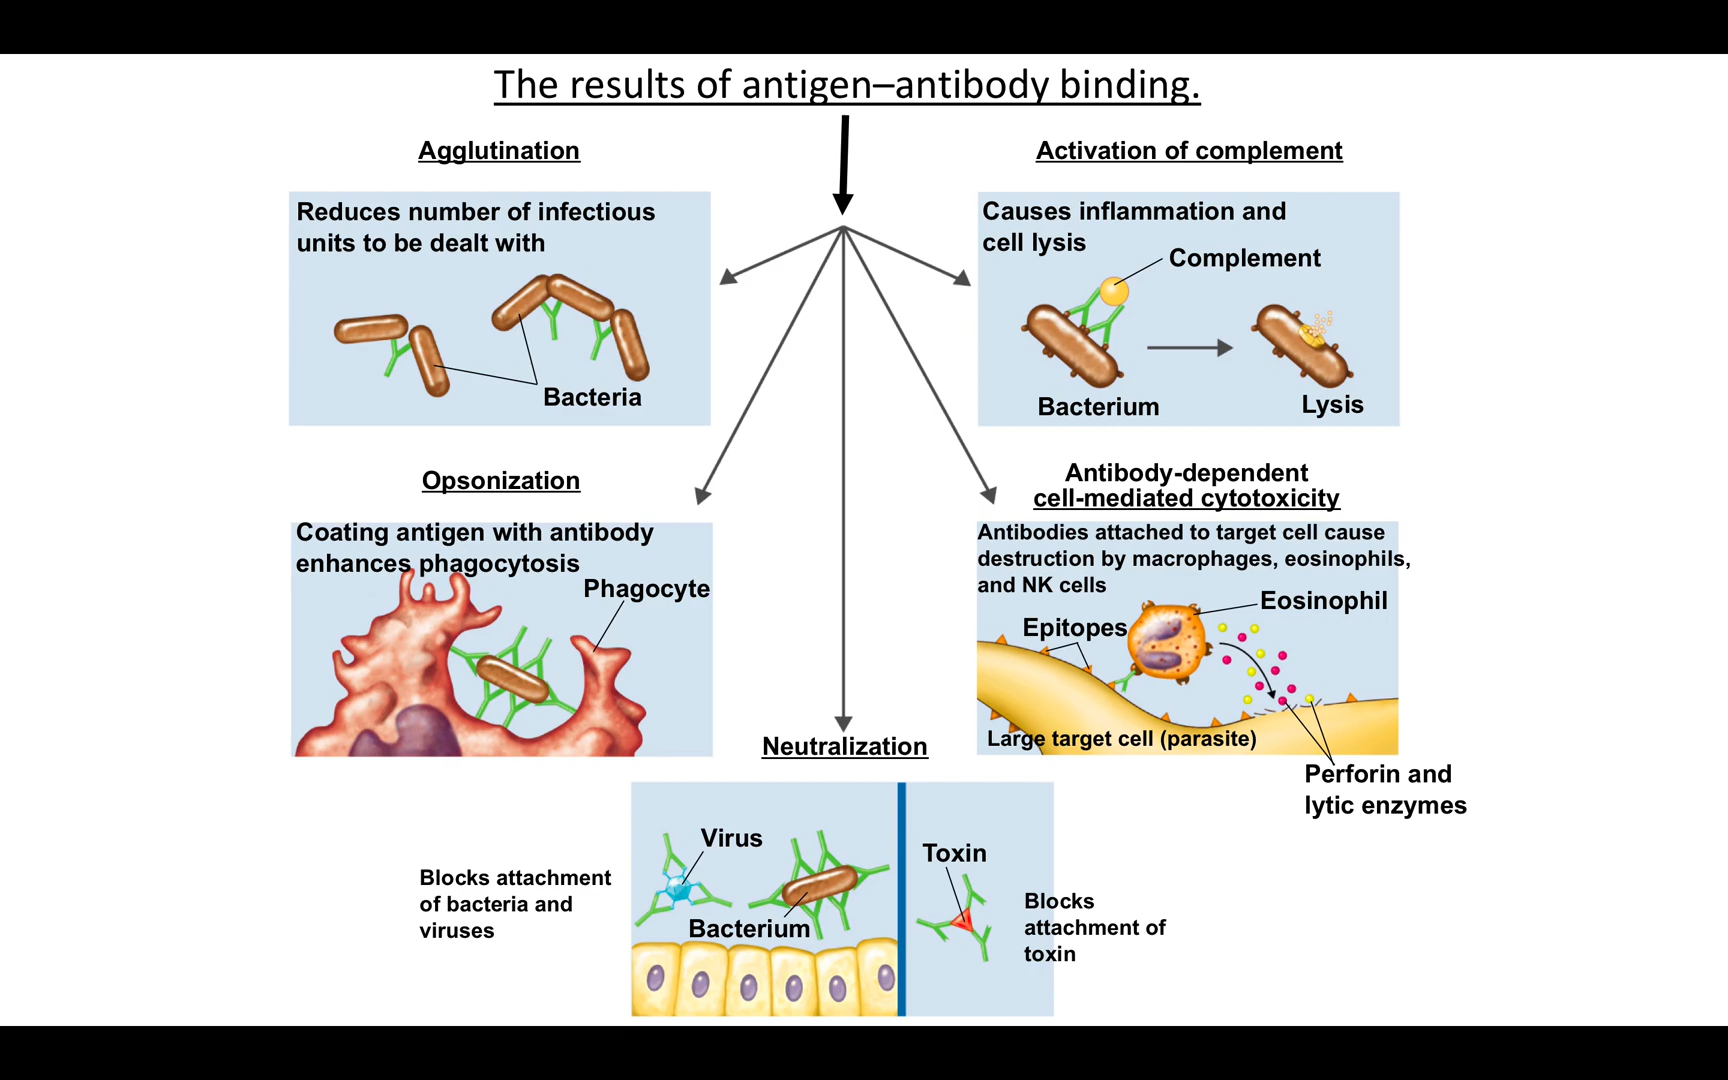 The results of antigen–antibody binding.
Agglutination
Reduces number of infectious
units to be dealt with
Bacteria
Activation of complement
Causes inflammation and
cell lysis
Complement
Bacterium
Lysis
Opsonization
Coating antigen with antibody
enhances phagocytosis
Phagocyte
Antibody-dependent
cell-mediated cytotoxicity
Antibodies attached to target cell cause
destruction by macrophages, eosinophils,
and NK cells
Eosinophil
Epitopes
Large target cell (parasite)
Perforin and
lytic enzymes
Neutralization
Blocks attachment
of bacteria and
viruses
Virus
Bacterium
Toxin
Blocks
attachment of
toxin